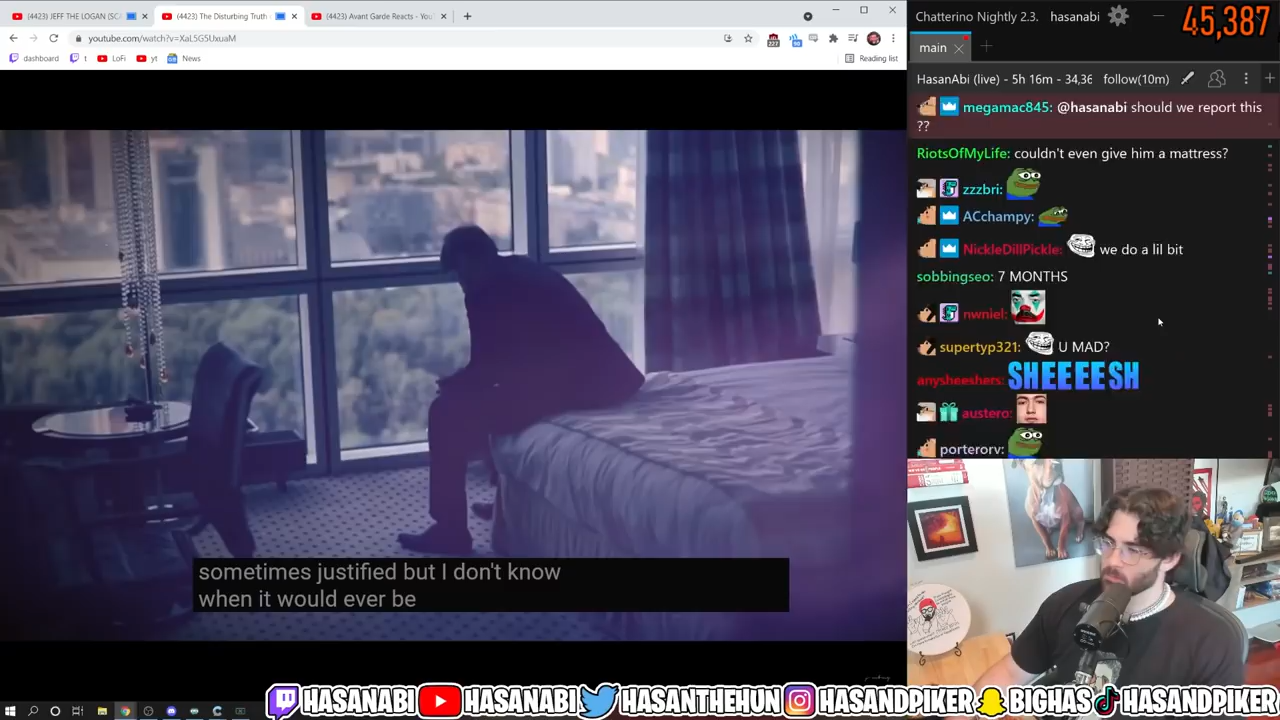 (4423) JEFF THE LOGAN (SCA
(4423) The Disturbing Truth
(4423) Avant Garde Reacts - You
youtube.com/watch?v=XaL5G5UxuaM
dashboard
t
LoFi
yt
News
Reading list
sometimes justified but I don't know
when it would ever be
Chatterino Nightly 2.3.
hasanabi
45,387
main
HasanAbi (live) - 5h 16m - 34,36
follow(10m)
megamac845: @hasanabi should we report this
??
RiotsOfMyLife: couldn't even give him a mattress?
zzzbri:
ACchampy:
NickleDillPickle: we do a lil bit
sobbingseo: 7 MONTHS
nwniel:
supertyp321: U MAD?
anysheeshers: SHEEEESH
austero:
porterorv:
HASANABI
HASANABI
HASANTHEHUN
HASANDPIKER
BIGHAS
HASANDPIKER